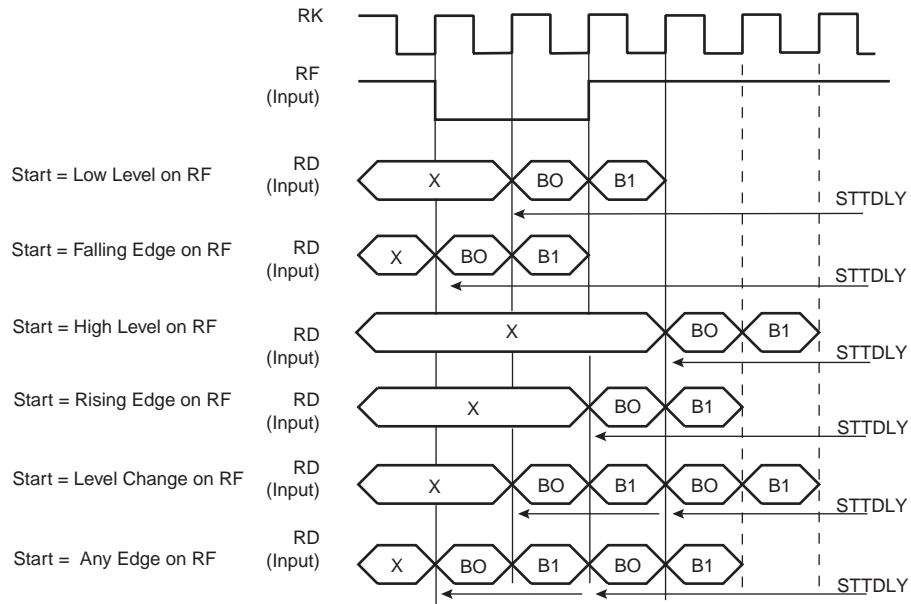 RK
RF
(Input)
Start = Low Level on RF
RD
(Input)
X
BO
B1
STTDLY
Start = Falling Edge on RF
RD
(Input)
X
BO
B1
STTDLY
Start = High Level on RF
RD
(Input)
X
BO
B1
STTDLY
Start = Rising Edge on RF
RD
(Input)
X
BO
B1
STTDLY
Start = Level Change on RF
RD
(Input)
X
BO
B1
BO
B1
STTDLY
Start = Any Edge on RF
RD
(Input)
X
BO
B1
BO
B1
STTDLY